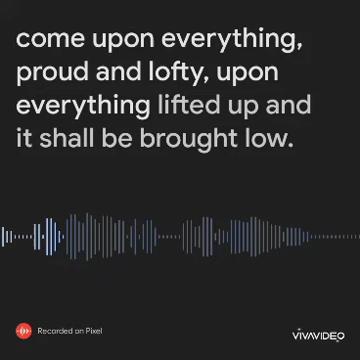 come upon everything,
proud and lofty, upon
everything lifted up and
it shall be brought low.
Recorded on Pixel
VIVAVIDEO